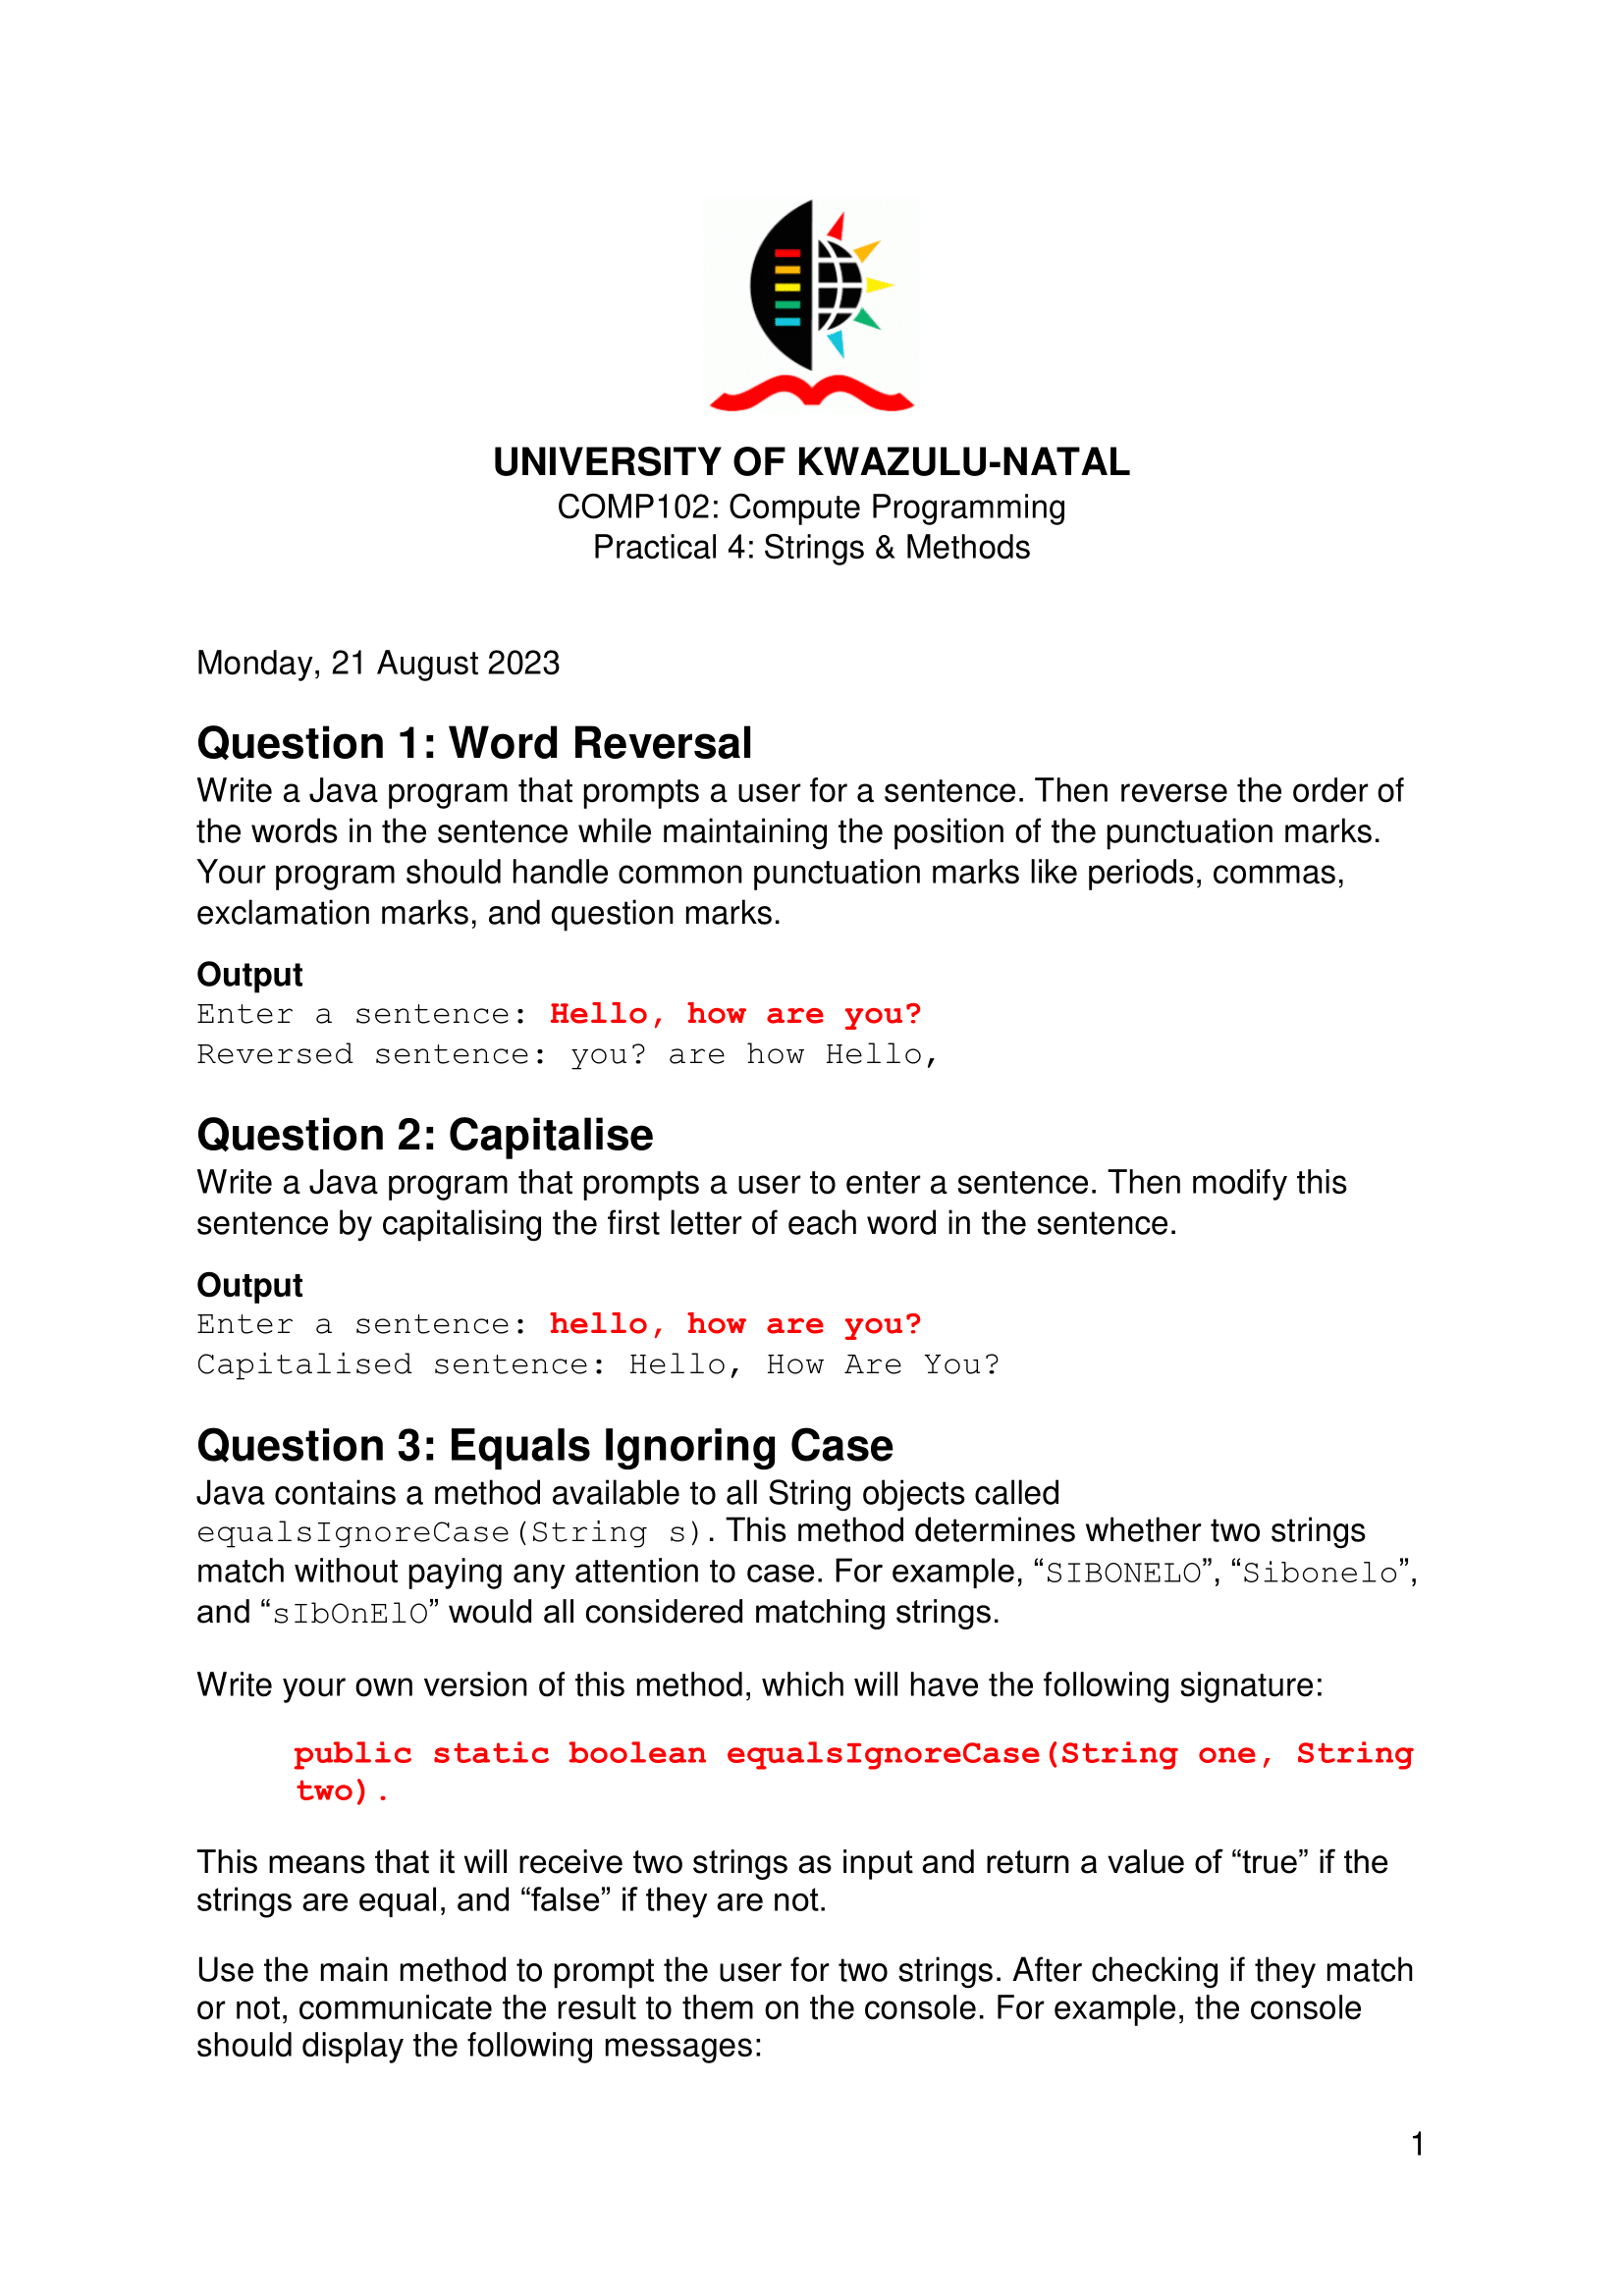 UNIVERSITY OF KWAZULU-NATAL
COMP102: Compute Programming
Practical 4: Strings & Methods
Monday, 21 August 2023
Question 1: Word Reversal
Write a Java program that prompts a user for a sentence. Then reverse the order of
the words in the sentence while maintaining the position of the punctuation marks.
Your program should handle common punctuation marks like periods, commas,
exclamation marks, and question marks.
Output
Enter a sentence: Hello, how are you?
Reversed sentence: you? are how Hello,
Question 2: Capitalise
Write a Java program that prompts a user to enter a sentence. Then modify this
sentence by capitalising the first letter of each word in the sentence.
Output
Enter a sentence: hello, how are you?
Capitalised sentence: Hello, How Are You?
Question 3: Equals Ignoring Case
Java contains a method available to all String objects called
equalsIgnoreCase(String s). This method determines whether two strings
match without paying any attention to case. For example, “SIBONELO”, “Sibonelo”,
and “sIbOnElO” would all considered matching strings.
Write your own version of this method, which will have the following signature:
public static boolean equalsIgnoreCase(String one, String
two).
This means that it will receive two strings as input and return a value of “true” if the
strings are equal, and “false” if they are not.
Use the main method to prompt the user for two strings. After checking if they match
or not, communicate the result to them on the console. For example, the console
should display the following messages:
1